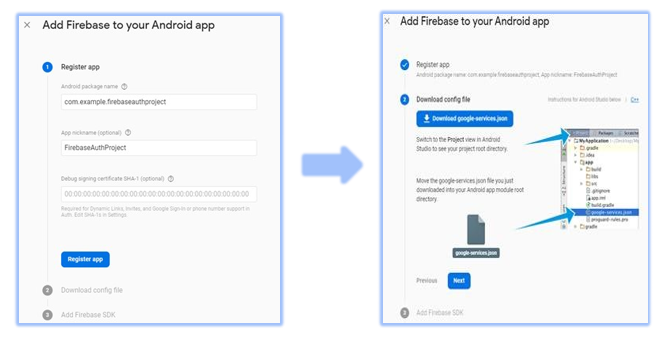 × Add Firebase to your Android app
1 Register app
Android package name
com.example.firebaseauthproject
App nickname (optional)
FirebaseAuthProject
Debug signing certificate SHA-1 (optional)
00:00:00:00:00:00:00:00:00:00:00:00:00:00:00:00:00:00:00:00
Required for Dynamic Links, Invites, and Google Sign-In or phone number support in
Auth. Edit SHA-1s in Settings.
Register app
2 Download config file
3 Add Firebase SDK
× Add Firebase to your Android app
Register app
Android package name: com.example.firebaseauthproject, App nickname: FirebaseAuthProject
2 Download config file
Instructions for Android Studio below | C++
Download google-services.json
Switch to the Project view in Android
Studio to see your project root directory.
Move the google-services.json file you just
downloaded into your Android app module root
directory.
google-services.json
Packages
Scratches
MyApplication
.gradle
.idea
app
build
libs
src
.gitignore
app.iml
build.gradle
google-services.json
proguard-rules.pro
gradle
Structure
Previous
Next
3 Add Firebase SDK